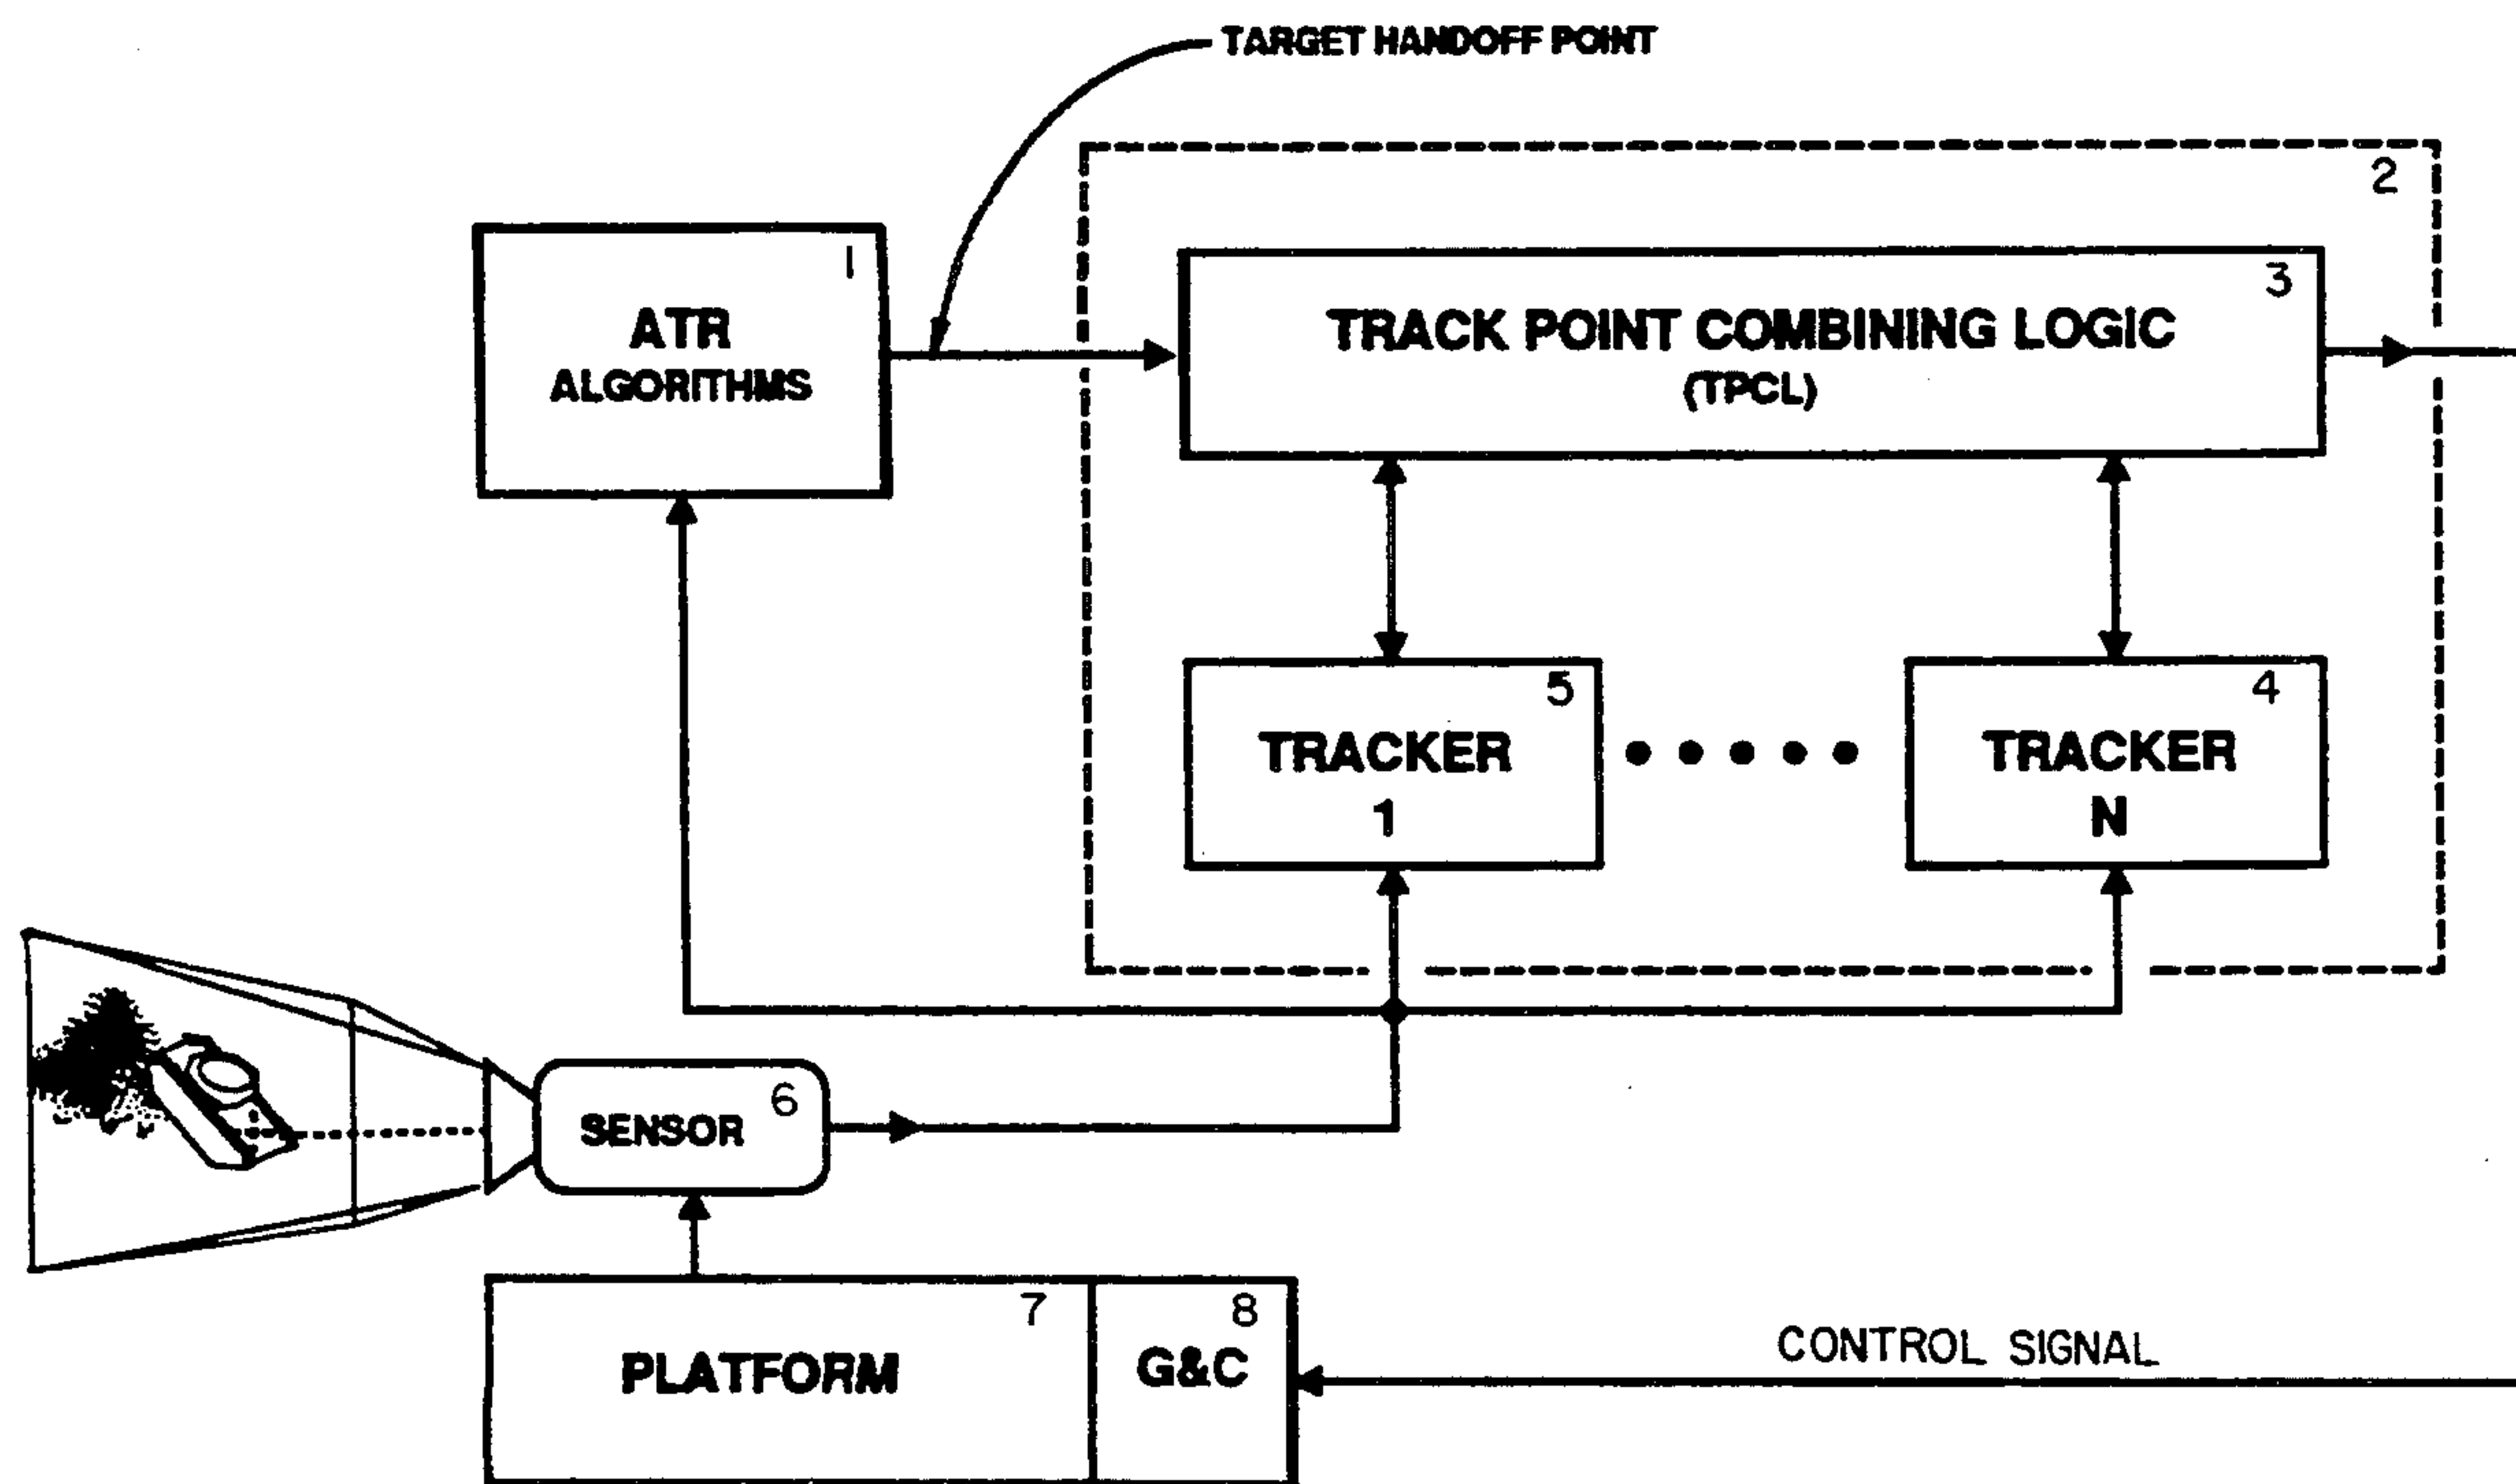 TARGET HANDOFF POINT
2
1
ATR
ALGORITHMS
3
TRACK POINT COMBINING LOGIC
(TPCL)
5
TRACKER
1
4
TRACKER
N
6
SENSOR
7
PLATFORM
8
G&C
CONTROL SIGNAL